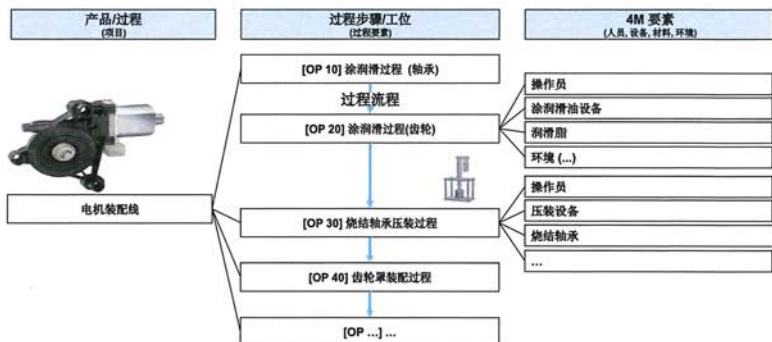 产品/过程
(项目)
过程步骤/工位
(过程要素)
4M 要素
(人员, 设备, 材料, 环境)
[OP 10] 涂润滑过程 (轴承)
过程流程
[OP 20] 涂润滑过程(齿轮)
操作员
涂润滑油设备
润滑脂
环境 (...)
电机装配线
[OP 30] 烧结轴承压装过程
操作员
压装设备
烧结轴承
...
[OP 40] 齿轮罩装配过程
[OP ...] ...